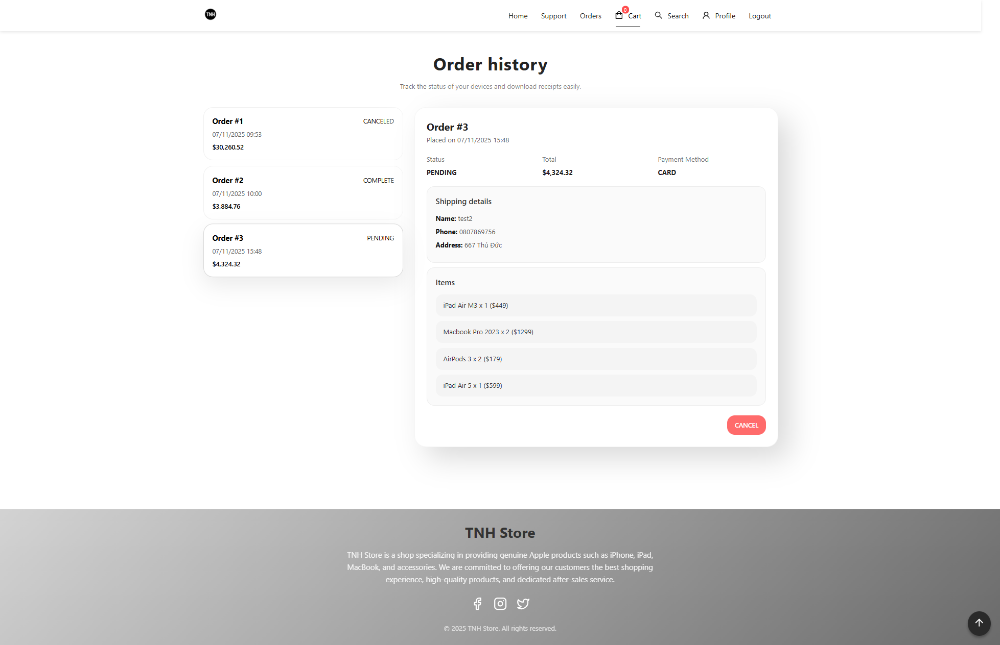 TNH
Home Support Orders 0 Cart Search Profile Logout
Order history
Track the status of your devices and download receipts easily.
Order #1 CANCELED
07/11/2025 09:53
$30,260.52
Order #2 COMPLETE
07/11/2025 10:00
$3,884.76
Order #3 PENDING
07/11/2025 15:48
$4,324.32
Order #3
Placed on 07/11/2025 15:48
Status Total Payment Method
PENDING $4,324.32 CARD
Shipping details
Name: test2
Phone: 0807869756
Address: 667 Thủ Đức
Items
iPad Air M3 x 1 ($449)
Macbook Pro 2023 x 2 ($1299)
AirPods 3 x 2 ($179)
iPad Air 5 x 1 ($599)
CANCEL
TNH Store
TNH Store is a shop specializing in providing genuine Apple products such as iPhone, iPad,
MacBook, and accessories. We are committed to offering our customers the best shopping
experience, high-quality products, and dedicated after-sales service.
© 2025 TNH Store. All rights reserved.